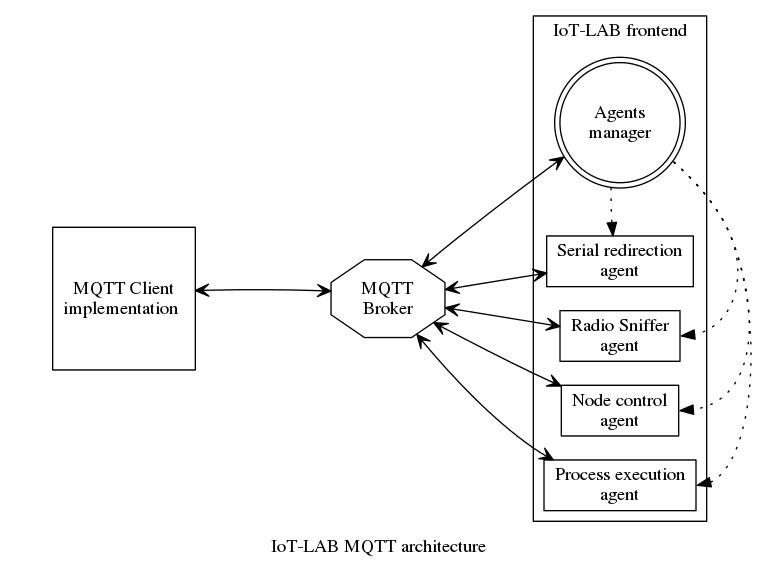 IoT-LAB frontend
Agents
manager
MQTT Client
implementation
MQTT
Broker
Serial redirection
agent
Radio Sniffer
agent
Node control
agent
Process execution
agent
IoT-LAB MQTT architecture